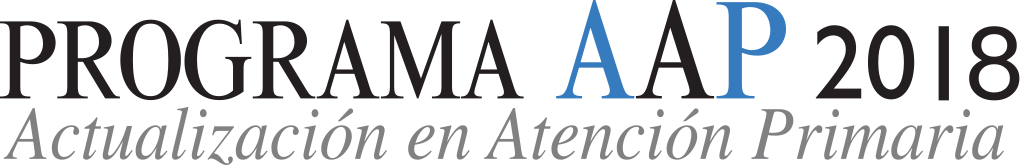 PROGRAMA AAP 2018
Actualización en Atención Primaria